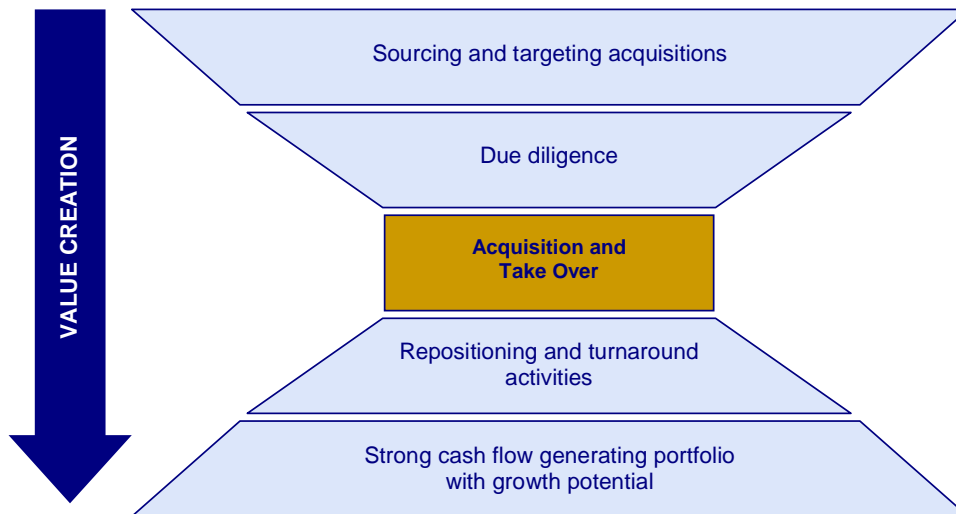 VALUE CREATION
Sourcing and targeting acquisitions
Due diligence
Acquisition and
Take Over
Repositioning and turnaround
activities
Strong cash flow generating portfolio
with growth potential